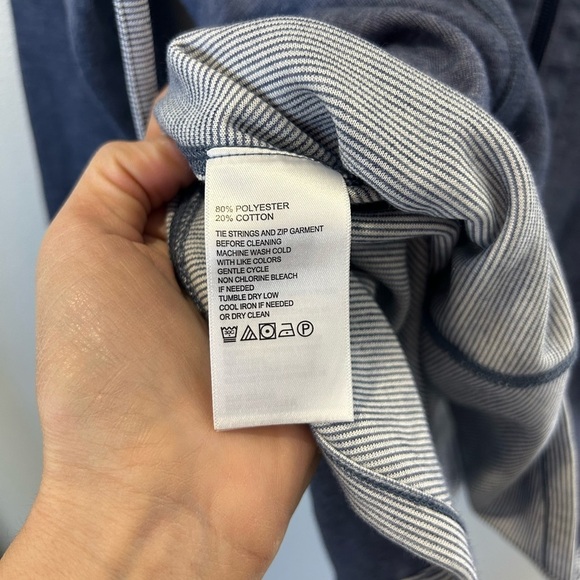 80% POLYESTER
20% COTTON
TIE STRINGS AND ZIP GARMENT
BEFORE CLEANING
MACHINE WASH COLD
WITH LIKE COLORS
GENTLE CYCLE
NON CHLORINE BLEACH
IF NEEDED
TUMBLE DRY LOW
COOL IRON IF NEEDED
OR DRY CLEAN